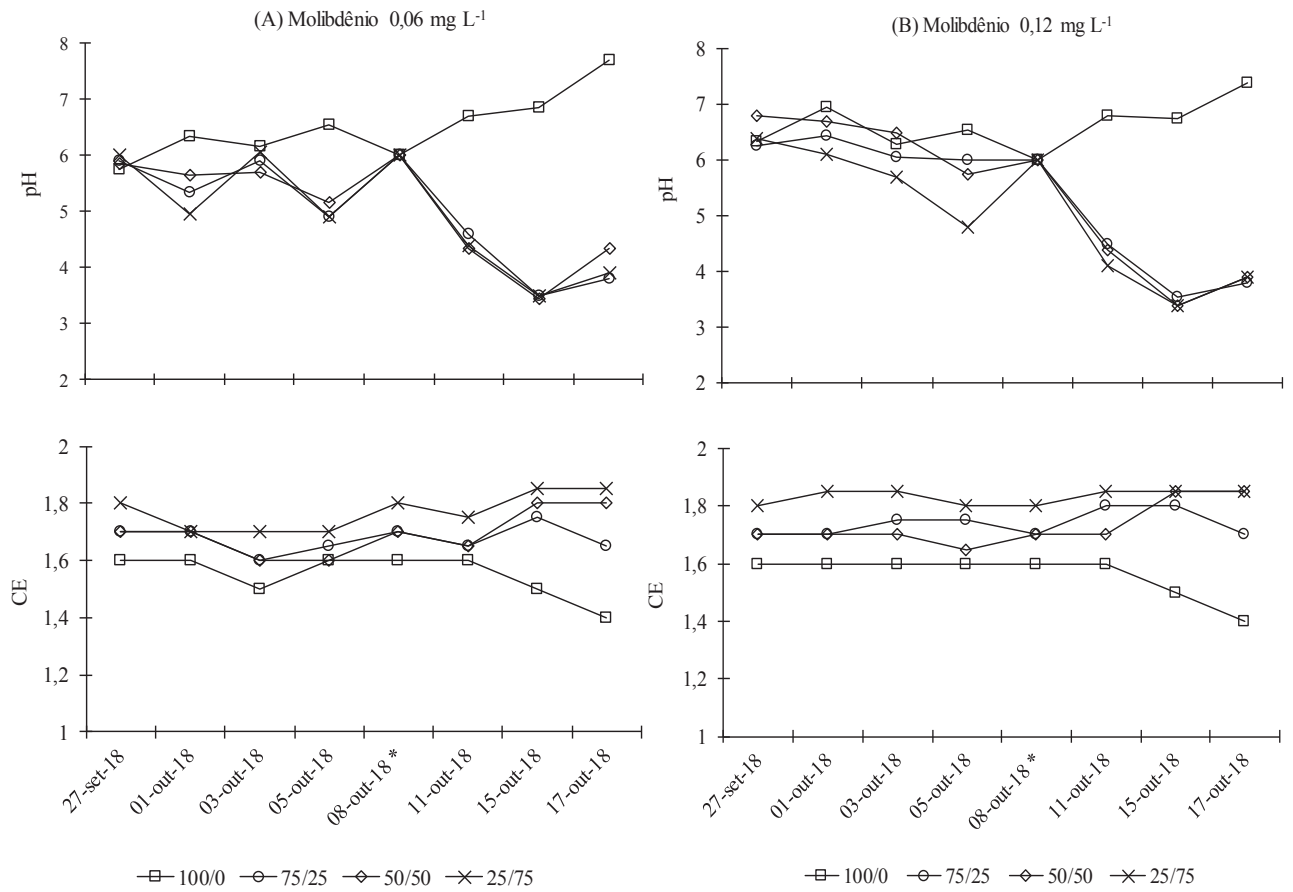 (A) Molibdênio 0,06 mg L-1
8
7
6
5
4
3
2
pH
(B) Molibdênio 0,12 mg L-1
8
7
6
5
4
3
2
pH
2
1,8
1,6
1,4
1,2
1
CE
27-set-18
01-out-18
03-out-18
05-out-18
08-out-18 *
11-out-18
15-out-18
17-out-18
100/0 75/25 50/50 25/75
2
1,8
1,6
1,4
1,2
1
CE
27-set-18
01-out-18
03-out-18
05-out-18
08-out-18 *
11-out-18
15-out-18
17-out-18
100/0 75/25 50/50 25/75